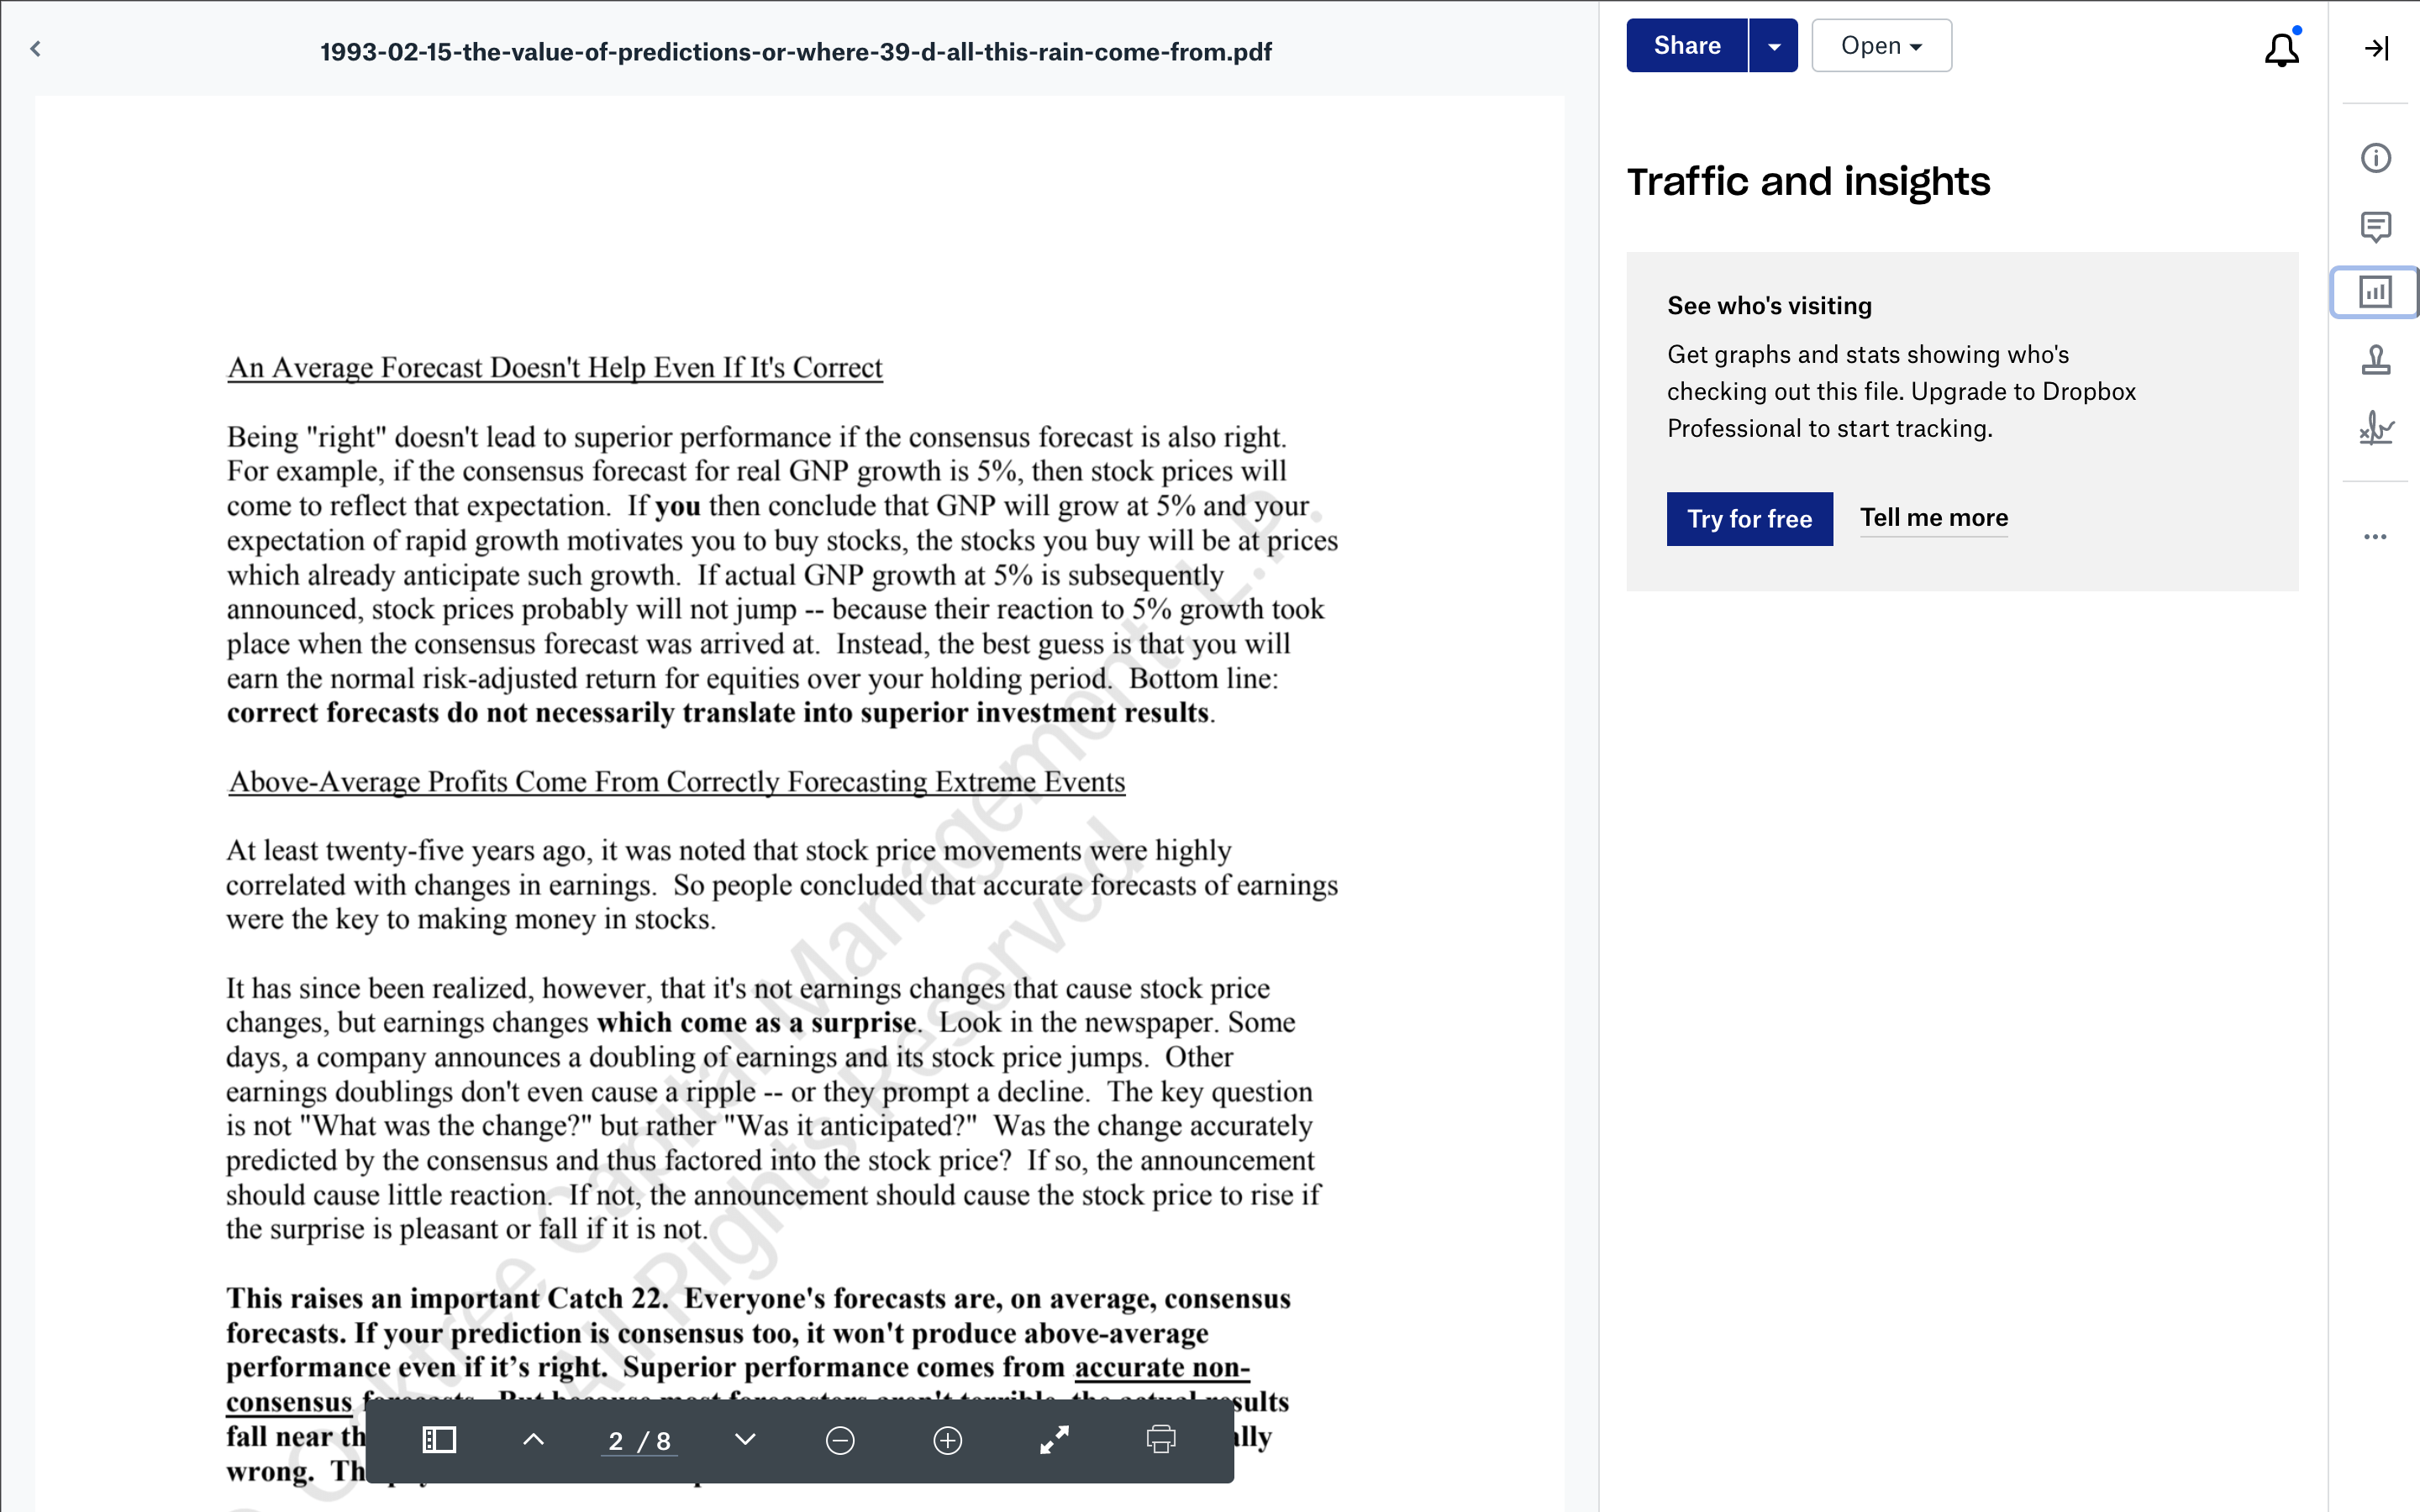 1993-02-15-the-value-of-predictions-or-where-39-d-all-this-rain-come-from.pdf
An Average Forecast Doesn't Help Even If It's Correct
Being "right" doesn't lead to superior performance if the consensus forecast is also right.
For example, if the consensus forecast for real GNP growth is 5%, then stock prices will
come to reflect that expectation.  If you then conclude that GNP will grow at 5% and your
expectation of rapid growth motivates you to buy stocks, the stocks you buy will be at prices
which already anticipate such growth.  If actual GNP growth at 5% is subsequently
announced, stock prices probably will not jump -- because their reaction to 5% growth took
place when the consensus forecast was arrived at.  Instead, the best guess is that you will
earn the normal risk-adjusted return for equities over your holding period.  Bottom line:
correct forecasts do not necessarily translate into superior investment results.
Above-Average Profits Come From Correctly Forecasting Extreme Events
At least twenty-five years ago, it was noted that stock price movements were highly
correlated with changes in earnings.  So people concluded that accurate forecasts of earnings
were the key to making money in stocks.
It has since been realized, however, that it's not earnings changes that cause stock price
changes, but earnings changes which come as a surprise.  Look in the newspaper. Some
days, a company announces a doubling of earnings and its stock price jumps.  Other
earnings doublings don't even cause a ripple -- or they prompt a decline.  The key question
is not "What was the change?" but rather "Was it anticipated?"  Was the change accurately
predicted by the consensus and thus factored into the stock price?  If so, the announcement
should cause little reaction.  If not, the announcement should cause the stock price to rise if
the surprise is pleasant or fall if it is not.
This raises an important Catch 22.  Everyone's forecasts are, on average, consensus
forecasts. If your prediction is consensus too, it won't produce above-average
performance even if it’s right.  Superior performance comes from accurate non-
consensus forecasts.  But because most forecasters aren't terrible, the actual results
fall near th
wrong.  Th
2 / 8
Oaktree Capital Management, L.P.
All Rights Reserved
Share
Open
Traffic and insights
See who's visiting
Get graphs and stats showing who's
checking out this file. Upgrade to Dropbox
Professional to start tracking.
Try for free
Tell me more